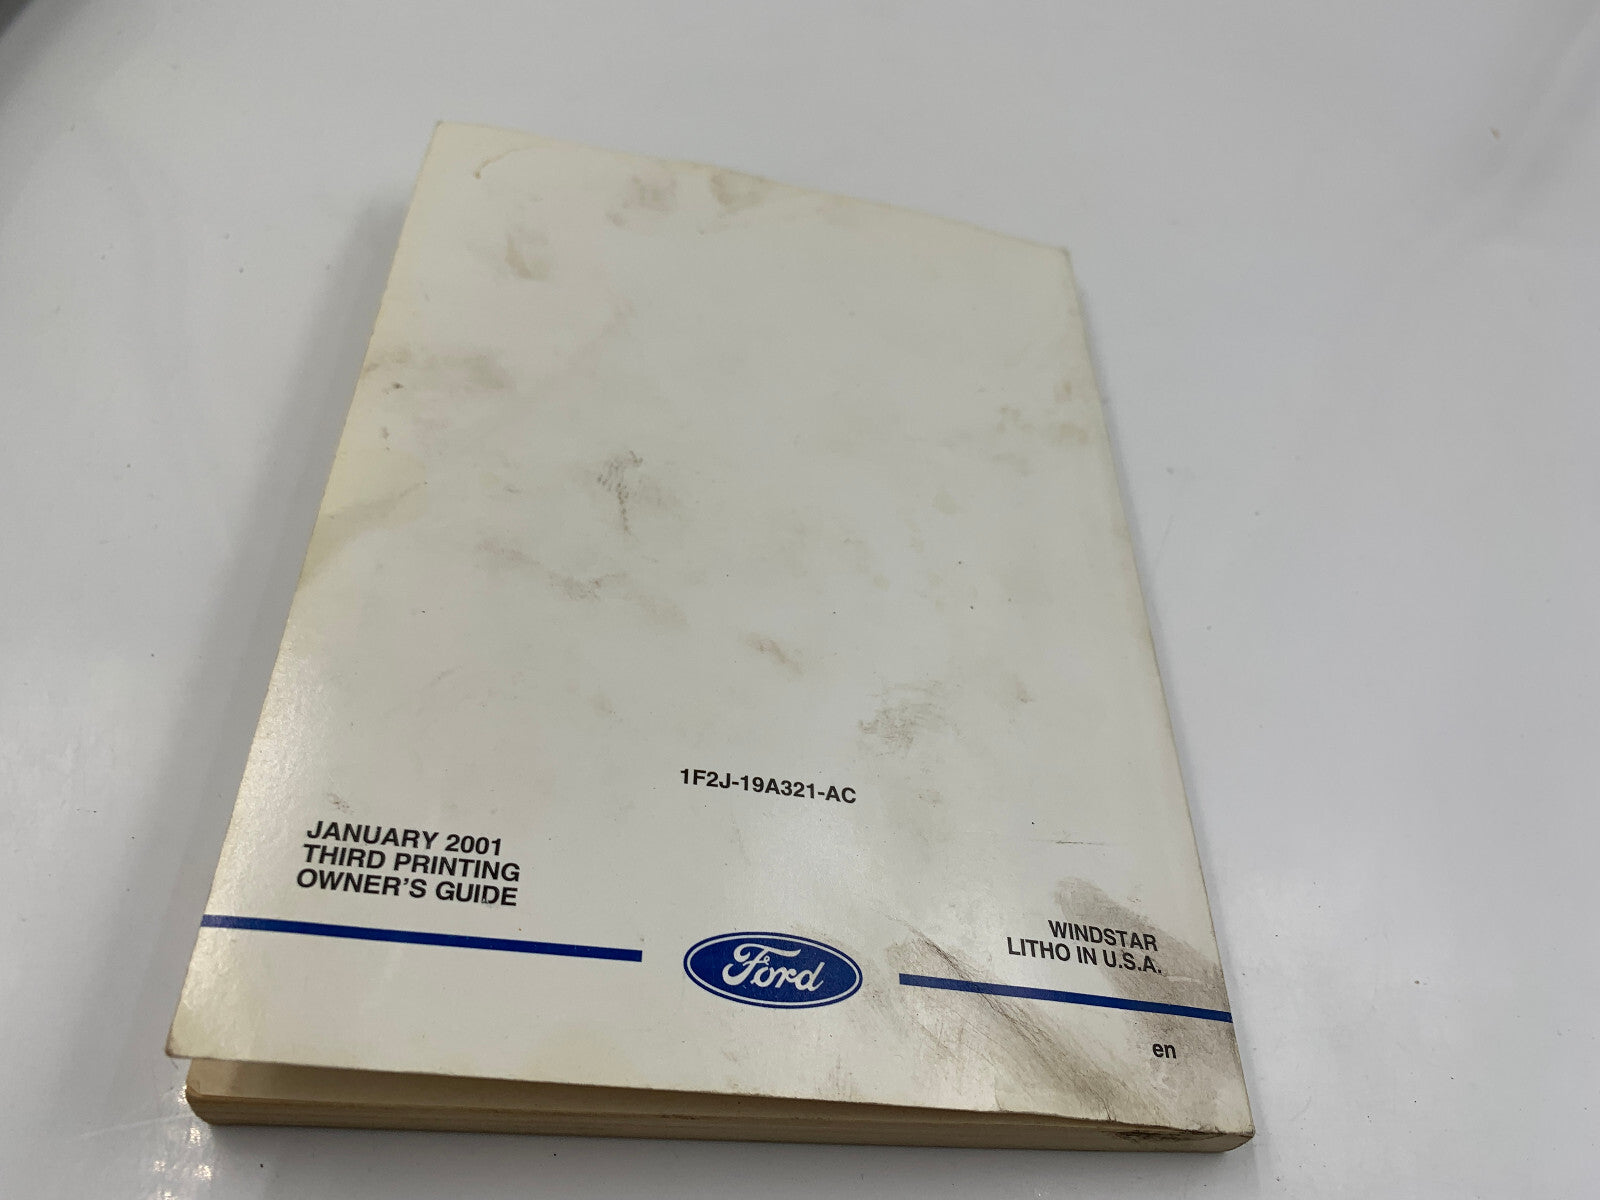 1F2J-19A321-AC
JANUARY 2001
THIRD PRINTING
OWNER'S GUIDE
Ford
WINDSTAR
LITHO IN U.S.A.
en